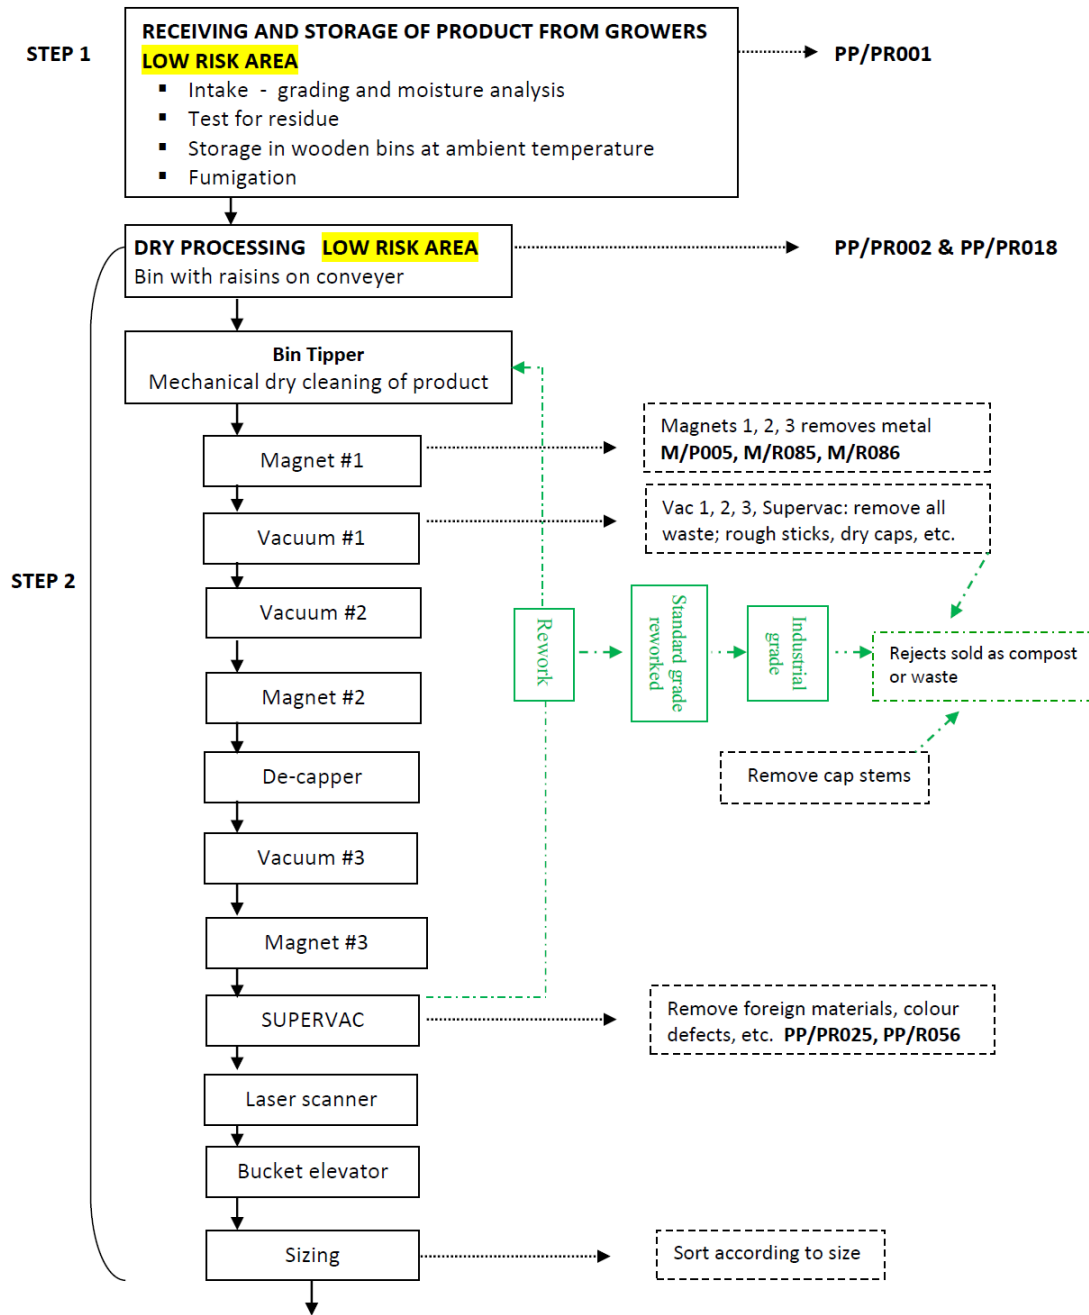 STEP 1
RECEIVING AND STORAGE OF PRODUCT FROM GROWERS
LOW RISK AREA
▪ Intake - grading and moisture analysis
▪ Test for residue
▪ Storage in wooden bins at ambient temperature
▪ Fumigation
PP/PR001
DRY PROCESSING LOW RISK AREA
Bin with raisins on conveyer
PP/PR002 & PP/PR018
STEP 2
Bin Tipper
Mechanical dry cleaning of product
Magnet #1
Magnets 1, 2, 3 removes metal
M/P005, M/R085, M/R086
Vacuum #1
Vac 1, 2, 3, Supervac: remove all
waste; rough sticks, dry caps, etc.
Vacuum #2
Rework
Standard grade
reworked
Industrial
grade
Rejects sold as compost
or waste
Magnet #2
De-capper
Remove cap stems
Vacuum #3
Magnet #3
SUPERVAC
Remove foreign materials, colour
defects, etc. PP/PR025, PP/R056
Laser scanner
Bucket elevator
Sizing
Sort according to size